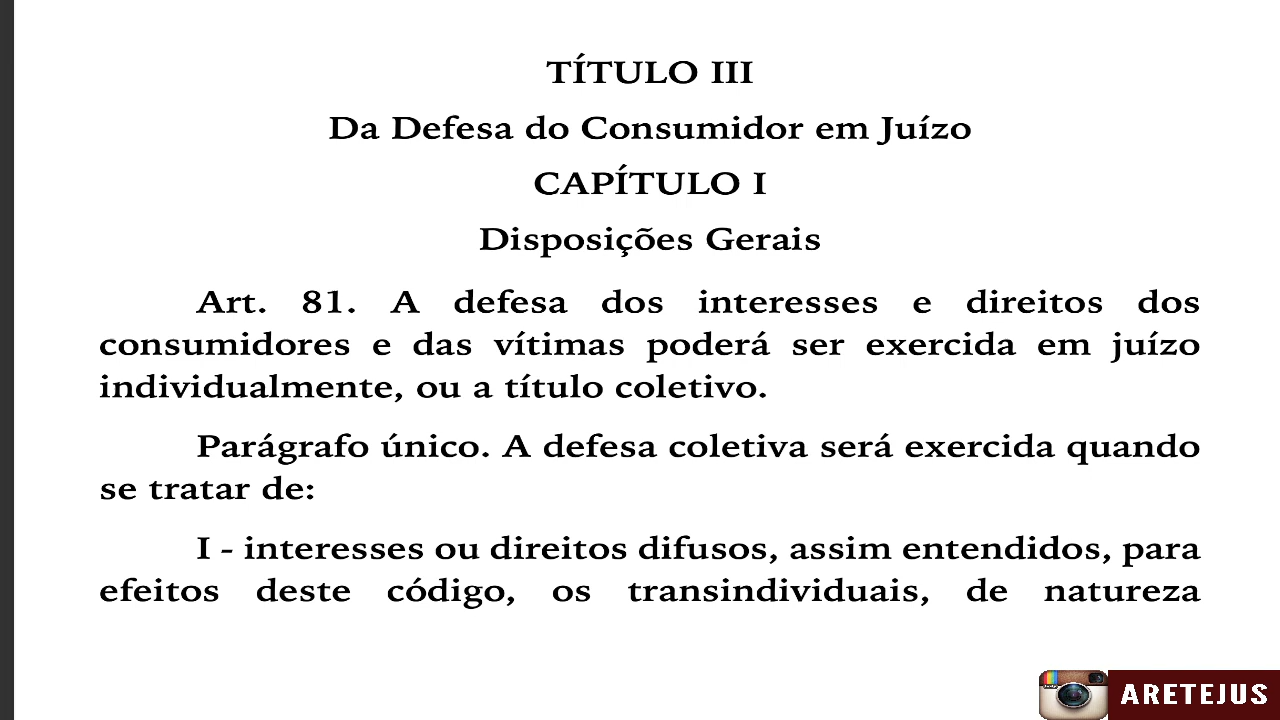 TÍTULO III
Da Defesa do Consumidor em Juízo
CAPÍTULO I
Disposições Gerais
Art. 81. A defesa dos interesses e direitos dos
consumidores e das vítimas poderá ser exercida em juízo
individualmente, ou a título coletivo.
Parágrafo único. A defesa coletiva será exercida quando
se tratar de:
I - interesses ou direitos difusos, assim entendidos, para
efeitos deste código, os transindividuais, de natureza
ARETEJUS